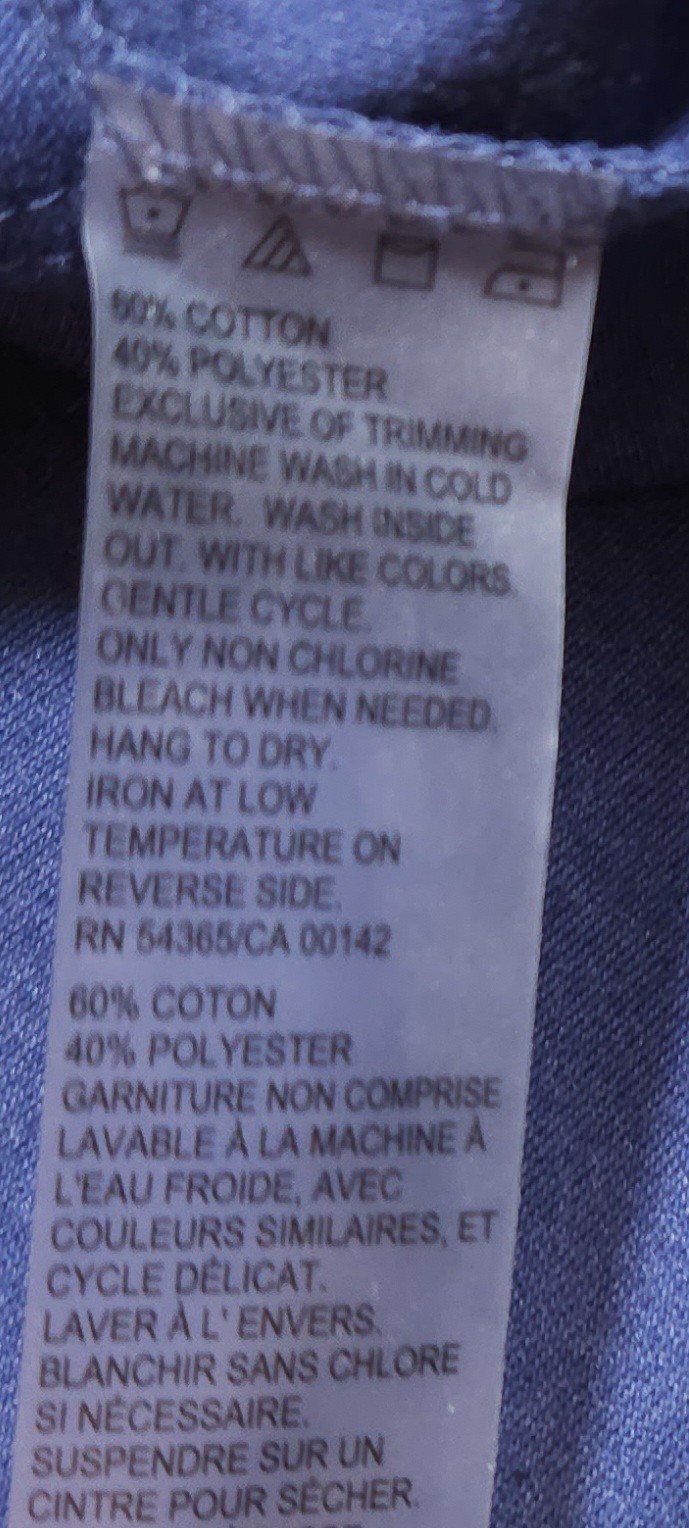 60% COTTON
40% POLYESTER
EXCLUSIVE OF TRIMMING
MACHINE WASH IN COLD
WATER. WASH INSIDE
OUT. WITH LIKE COLORS.
GENTLE CYCLE.
ONLY NON CHLORINE
BLEACH WHEN NEEDED.
HANG TO DRY.
IRON AT LOW
TEMPERATURE ON
REVERSE SIDE.
RN 54365/CA 00142
60% COTON
40% POLYESTER
GARNITURE NON COMPRISE
LAVABLE À LA MACHINE À
L'EAU FROIDE, AVEC
COULEURS SIMILAIRES, ET
CYCLE DÉLICAT.
LAVER À L' ENVERS.
BLANCHIR SANS CHLORE
SI NÉCESSAIRE.
SUSPENDRE SUR UN
CINTRE POUR SÉCHER.